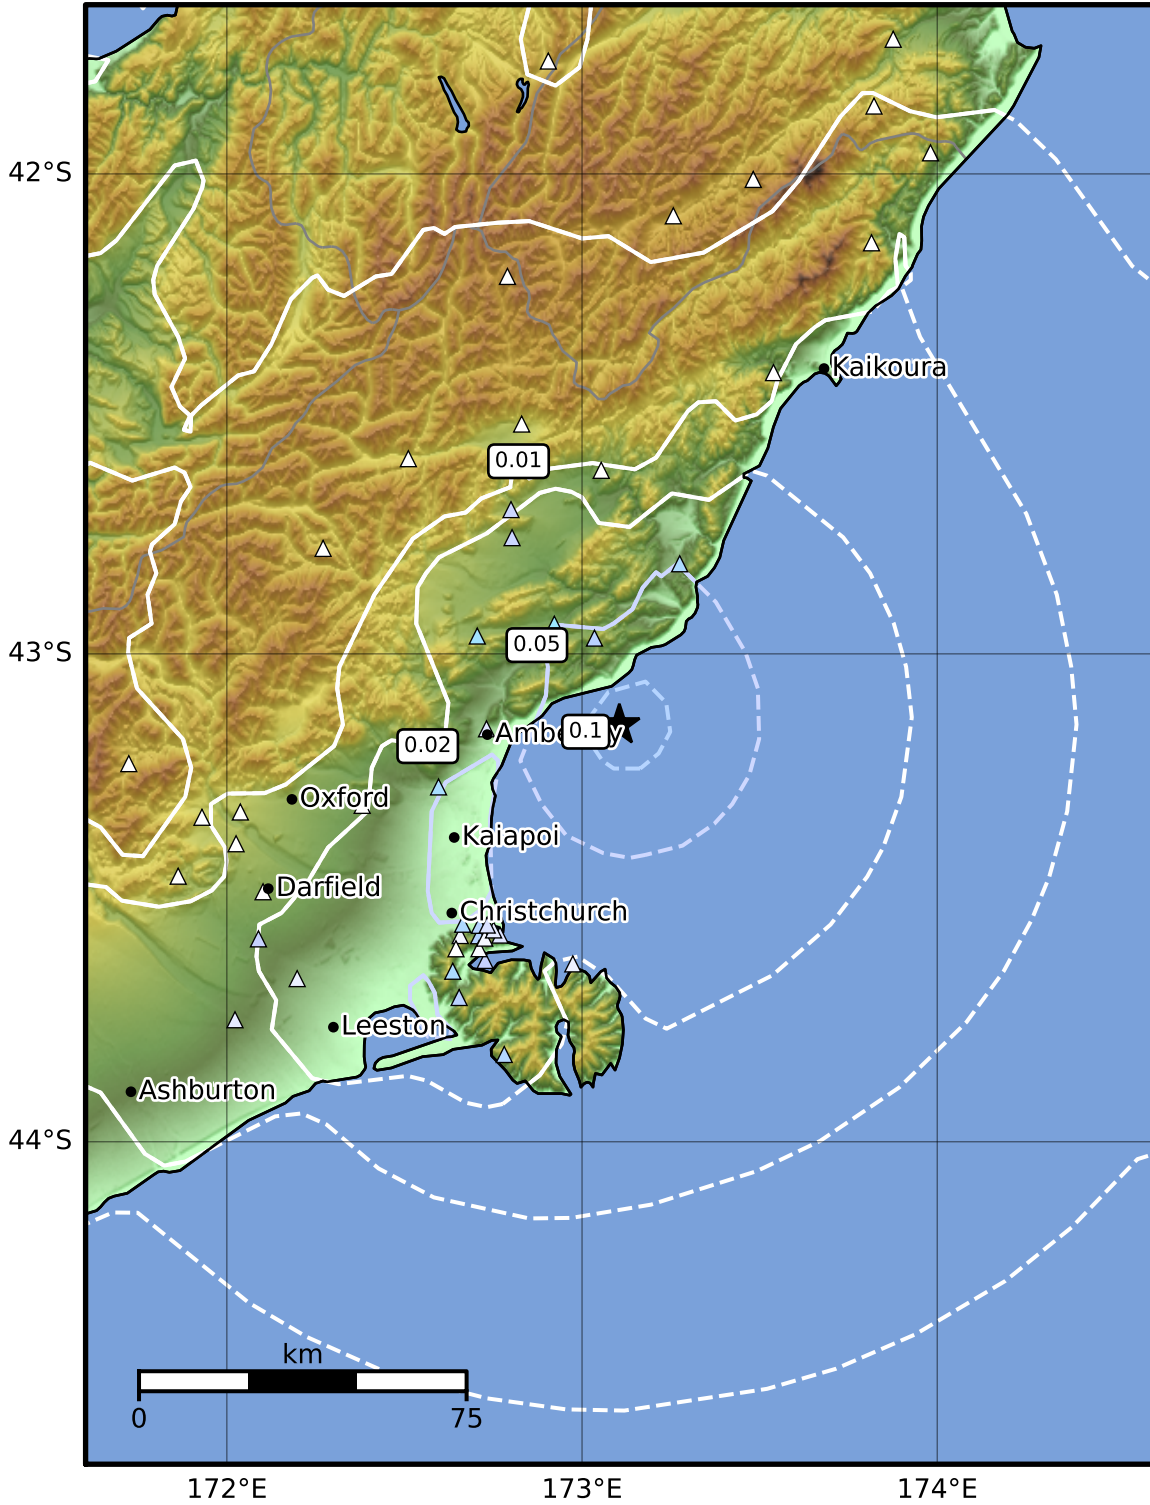 42°S
Kaikoura
0.01
43°S
0.05
0.1
Amberley
0.02
Oxford
Kaiapoi
Darfield
Christchurch
Leeston
Ashburton
44°S
km
0
75
172°E
173°E
174°E